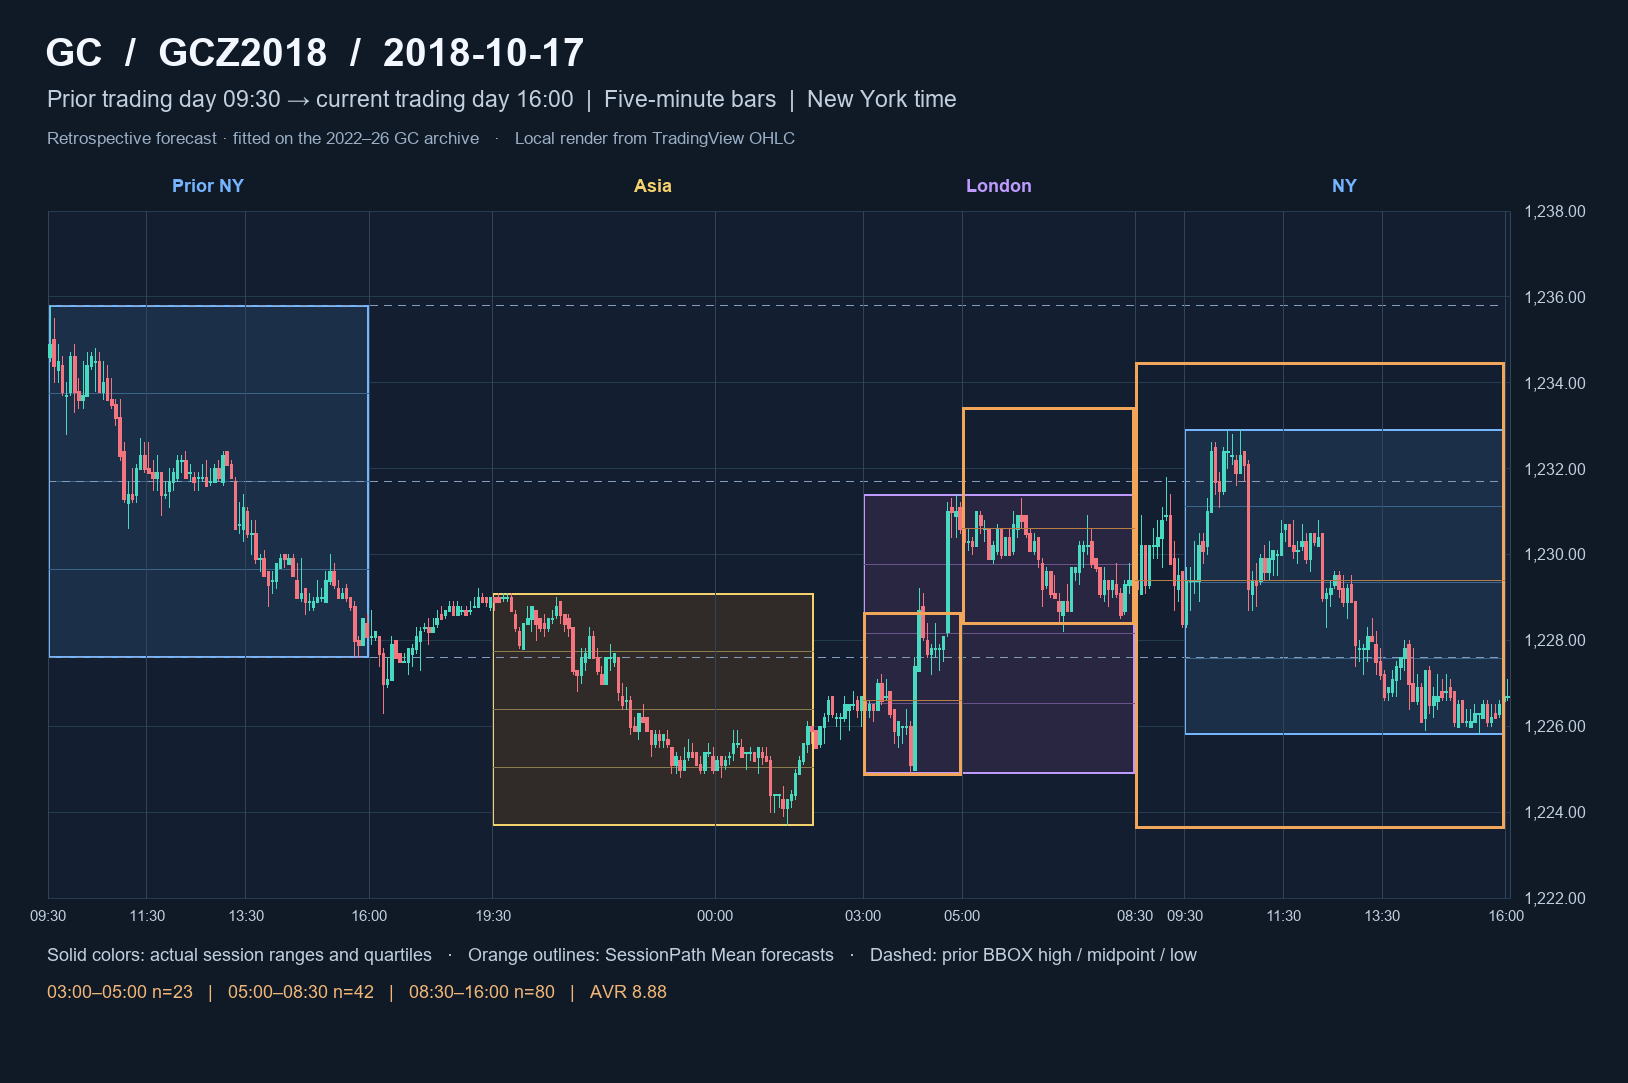 GC / GCZ2018 / 2018-10-17
Prior trading day 09:30 → current trading day 16:00 | Five-minute bars | New York time
Retrospective forecast · fitted on the 2022–26 GC archive · Local render from TradingView OHLC
Prior NY Asia London NY
1,238.00
1,236.00
1,234.00
1,232.00
1,230.00
1,228.00
1,226.00
1,224.00
1,222.00
09:30 11:30 13:30 16:00 19:30 00:00 03:00 05:00 08:30 09:30 11:30 13:30 16:00
Solid colors: actual session ranges and quartiles · Orange outlines: SessionPath Mean forecasts · Dashed: prior BBOX high / midpoint / low
03:00–05:00 n=23 | 05:00–08:30 n=42 | 08:30–16:00 n=80 | AVR 8.88